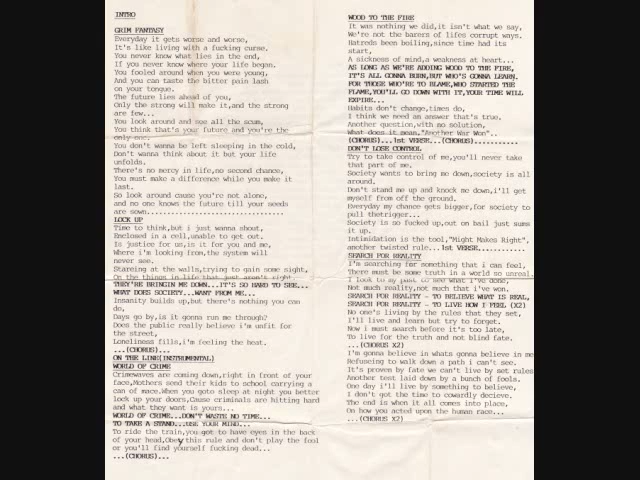 INTRO
GRIM FANTASY
Everyday it gets worse and worse,
It's like living with a fucking curse.
You never know what lies in the end,
If you never know where your life began.
You fooled around when you were young,
And you can taste the bitter pain lash
on your tongue.
The future lies ahead of you,
Only the strong will make it, and the strong
are few...
You look around and see all the scum,
You think that's your future and you're the
only one.
You don't wanna be left sleeping in the cold,
Don't wanna think about it but your life
unfolds.
There's no mercy in life,no second chance,
You must make a difference while you make it
last.
So look around cause you're not alone,
and no one knows the future till your seeds
are sown..................................
LOCK UP
Time to think,but i just wanna shout,
Enclosed in a cell,unable to get out.
Is justice for us,is it for you and me,
Where i'm looking from,the system will
never see.
Stareing at the walls,trying to gain some sight,
On the things in life that just aren't right.
THEY'RE BRINGIN ME DOWN...IT'S SO HARD TO SEE...
WHAT DOES SOCIETY...WANT FROM ME...
Insanity builds up,but there's nothing you can
do,
Days go by,is it gonna run me through?
Does the public really believe i'm unfit for
the street,
Loneliness fills,i'm feeling the beat.
...(CHORUS)...
ON THE LINE(INSTRUMENTAL)
WORLD OF CRIME
Crimewaves are coming down,right in front of your
face,Mothers send their kids to school carrying a
can of mace.When you goto sleep at night you better
lock up your doors,Cause criminals are hitting hard
and what they want is yours...
WORLD OF CRIME...DON'T WASTE NO TIME...
TO TAKE A STAND...USE YOUR MIND...
To ride the train,you got to have eyes in the back
of your head,Obey this rule and don't play the fool
or you'll find yourself fucking dead...
...(CHORUS)...
WOOD TO THE FIRE
It was nothing we did,it isn't what we say,
We're not the barers of lifes corrupt ways.
Hatreds been boiling,since time had its
start,
A sickness of mind,a weakness at heart...
AS LONG AS WE'RE ADDING WOOD TO THE FIRE,
IT'S ALL GONNA BURN,BUT WHO'S GONNA LEARN.
FOR THOSE WHO'RE TO BLAME,WHO STARTED THE
FLAME,YOU'LL GO DOWN WITH IT,YOUR TIME WILL
EXPIRE...
Habits don't change,times do,
I think we need an answer that's true.
Another question,with no solution,
What does it mean,"Another War Won"..
(CHORUS)...1st VERSE...(CHORUS)...........
DON'T LOSE CONTROL
Try to take control of me,you'll never take
that part of me.
Society wants to bring me down,society is all
around.
Don't stand me up and knock me down,I'll get
myself from off the ground.
Everyday my chance gets bigger,for society to
pull thetrigger...
Society is so fucked up,out on bail just sums
it up.
Intimidation is the tool,"Might Makes Right",
another twisted rule...1st VERSE............
SEARCH FOR REALITY
I'm searching for something that i can feel,
There must be some truth in a world so unreal.
I look to my past to see what I've done,
Not much reality,not much that i've won.
SEARCH FOR REALITY - TO BELIEVE WHAT IS REAL,
SEARCH FOR REALITY - TO LIVE HOW I FEEL (X2)
No one's living by the rules that they set,
I'll live and learn but try to forget.
Now i must search before it's too late,
To live for the truth and not blind fate.
...(CHORUS X2)
I'm gonna believe in whats gonna believe in me
Refusing to walk down a path i can't see.
It's proven by fate we can't live by set rules
Another test laid down by a bunch of fools.
One day i'll live by something to believe,
I don't got the time to cowardly decieve.
The end is when it all comes into place,
On how you acted upon the human race...
...(CHORUS X2)